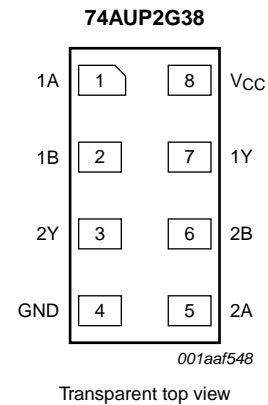 74AUP2G38
1A 1 8 VCC
1B 2 7 1Y
2Y 3 6 2B
GND 4 5 2A
001aaf548
Transparent top view